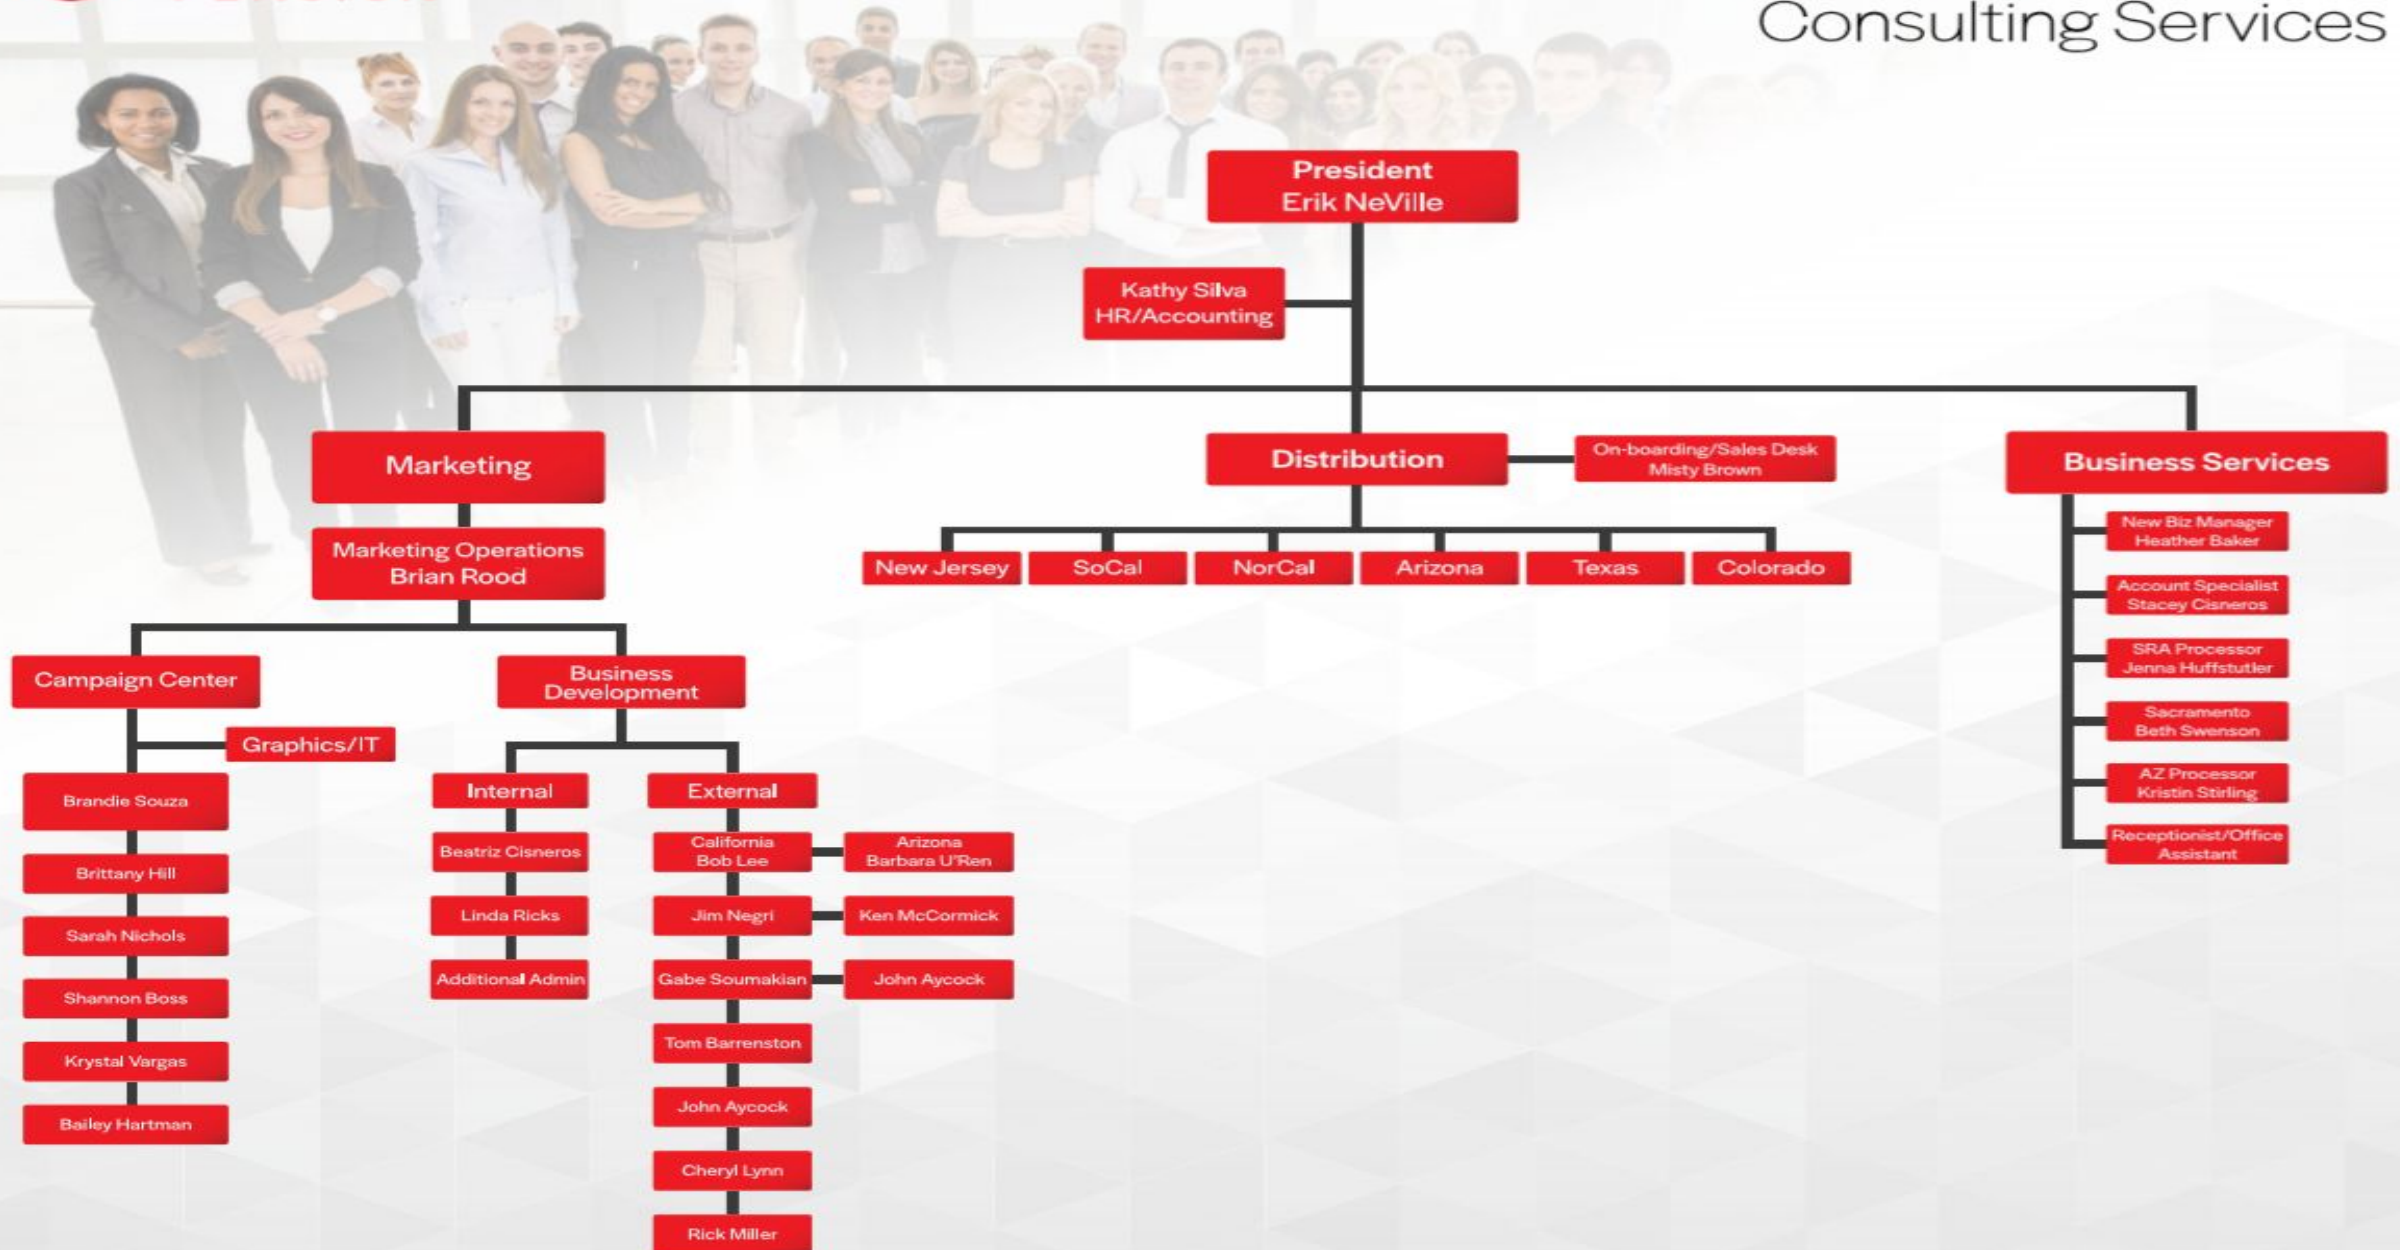 Consulting Services
President
Erik NeVille
Kathy Silva
HR/Accounting
Marketing
Distribution
On-boarding/Sales Desk
Misty Brown
Business Services
Marketing Operations
Brian Rood
New Jersey
SoCal
NorCal
Arizona
Texas
Colorado
New Biz Manager
Heather Baker
Account Specialist
Stacey Cisneros
SRA Processor
Jenna Huffstutler
Sacramento
Beth Swenson
AZ Processor
Kristin Stirling
Receptionist/Office
Assistant
Campaign Center
Graphics/IT
Brandie Souza
Brittany Hill
Sarah Nichols
Shannon Boss
Krystal Vargas
Bailey Hartman
Business
Development
Internal
Beatriz Cisneros
Linda Ricks
Additional Admin
External
California
Bob Lee
Arizona
Barbara U'Ren
Jim Negri
Ken McCormick
Gabe Soumakian
John Aycock
Tom Barrenston
John Aycock
Cheryl Lynn
Rick Miller